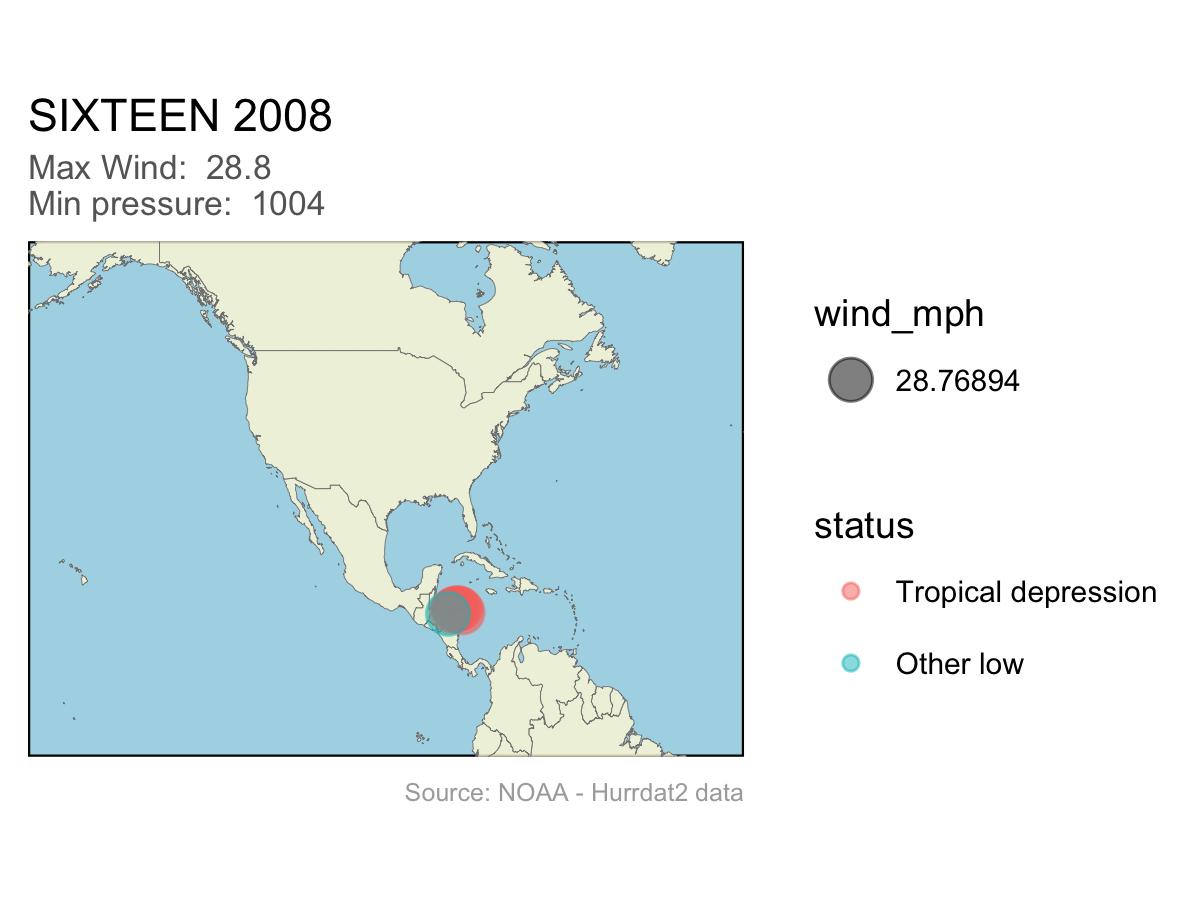 SIXTEEN 2008
Max Wind:  28.8
Min pressure:  1004
wind_mph
28.76894
status
Tropical depression
Other low
Source: NOAA - Hurrdat2 data